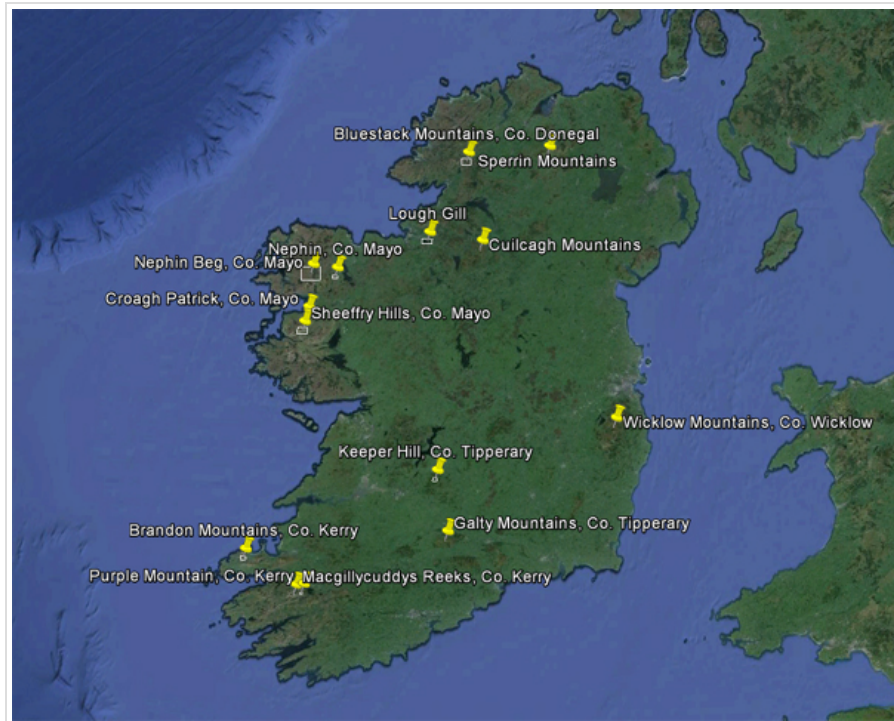 Bluestack Mountains, Co. Donegal
Sperrin Mountains
Lough Gill
Cuilcagh Mountains
Nephin, Co. Mayo
Nephin Beg, Co. Mayo
Croagh Patrick, Co. Mayo
Sheeffry Hills, Co. Mayo
Wicklow Mountains, Co. Wicklow
Keeper Hill, Co. Tipperary
Galty Mountains, Co. Tipperary
Brandon Mountains, Co. Kerry
Purple Mountain, Co. Kerry
Macgillycuddys Reeks, Co. Kerry